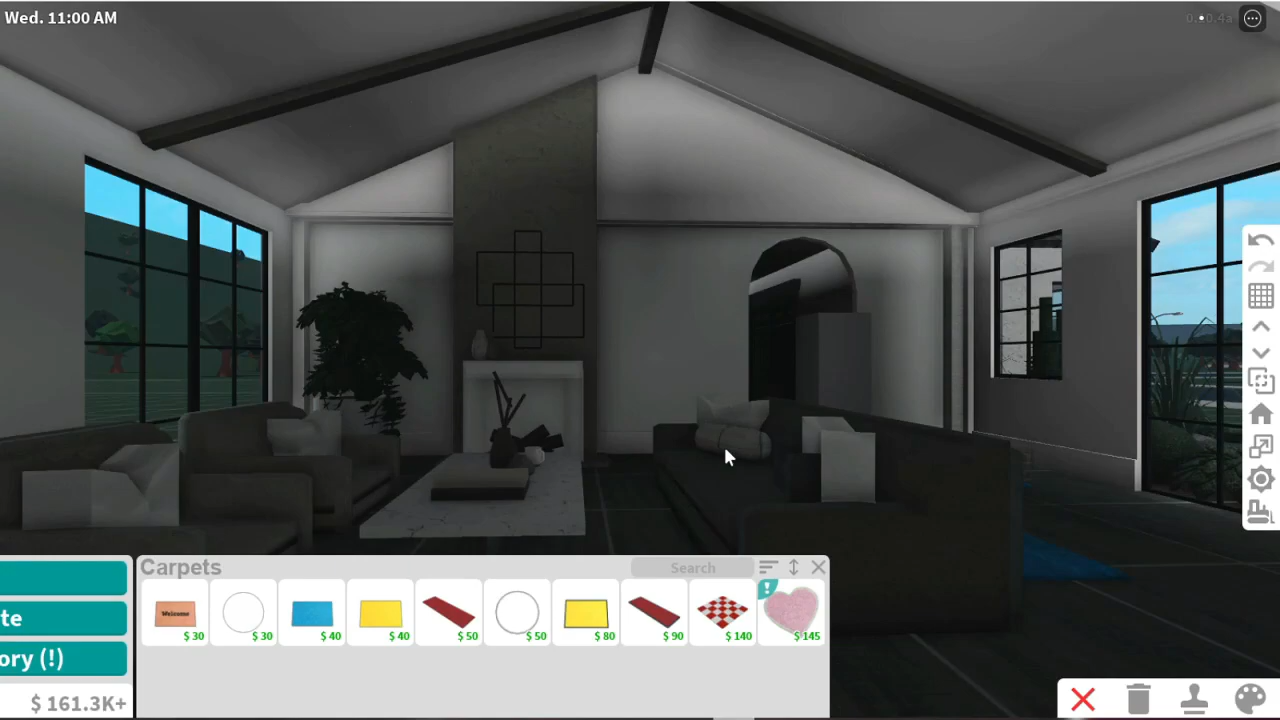 Wed. 11:00 AM
Carpets
Search
Welcome
$ 30
$ 30
$ 40
$ 40
$ 50
$ 50
$ 80
$ 90
$ 140
$ 145
te
ory (!)
$ 161.3K+